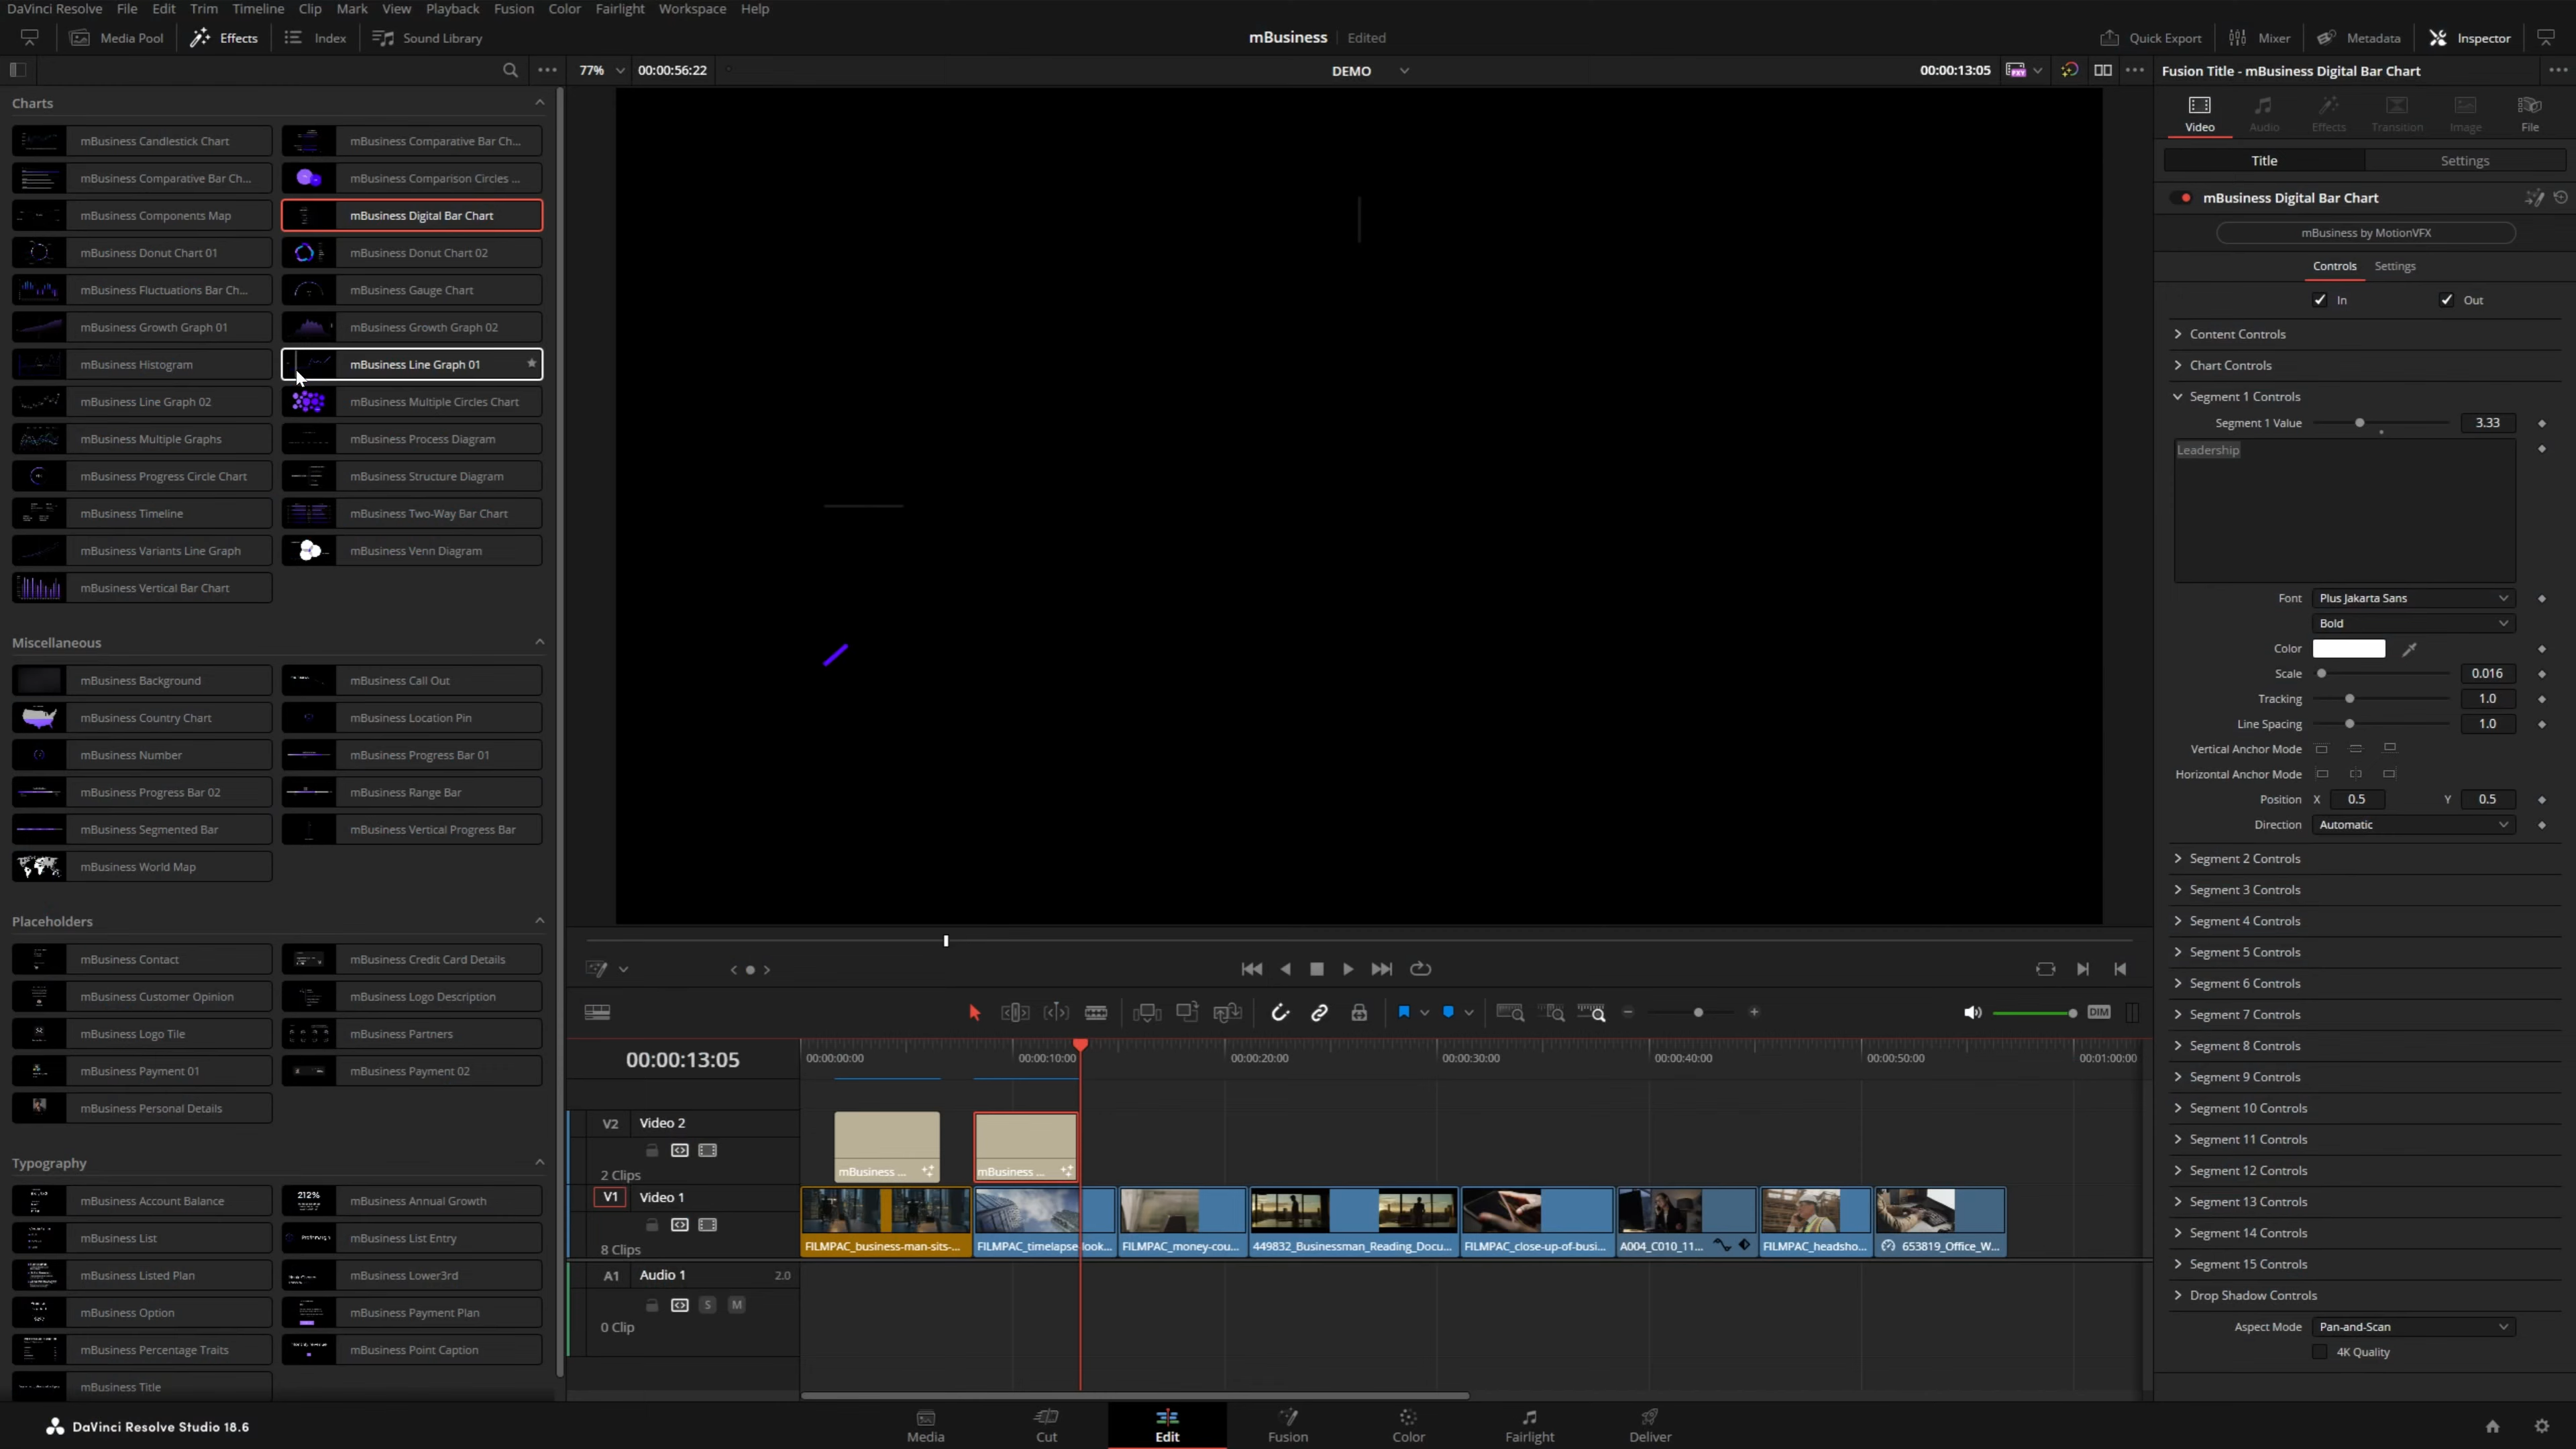 DaVinci Resolve File Edit Trim Timeline Clip Mark View Playback Fusion Color Fairlight Workspace Help
Media Pool Effects Index Sound Library mBusiness Edited Quick Export Mixer Metadata Inspector
77% 00:00:56:22 DEMO 00:00:13:05 Fusion Title - mBusiness Digital Bar Chart
Charts
mBusiness Candlestick Chart mBusiness Comparative Bar Ch...
mBusiness Comparative Bar Ch... mBusiness Comparison Circles ...
mBusiness Components Map mBusiness Digital Bar Chart
mBusiness Donut Chart 01 mBusiness Donut Chart 02
mBusiness Fluctuations Bar Ch... mBusiness Gauge Chart
mBusiness Growth Graph 01 mBusiness Growth Graph 02
mBusiness Histogram mBusiness Line Graph 01
mBusiness Line Graph 02 mBusiness Multiple Circles Chart
mBusiness Multiple Graphs mBusiness Process Diagram
mBusiness Progress Circle Chart mBusiness Structure Diagram
mBusiness Timeline mBusiness Two-Way Bar Chart
mBusiness Variants Line Graph mBusiness Venn Diagram
mBusiness Vertical Bar Chart
Miscellaneous
mBusiness Background mBusiness Call Out
mBusiness Country Chart mBusiness Location Pin
mBusiness Number mBusiness Progress Bar 01
mBusiness Progress Bar 02 mBusiness Range Bar
mBusiness Segmented Bar mBusiness Vertical Progress Bar
mBusiness World Map
Placeholders
mBusiness Contact mBusiness Credit Card Details
mBusiness Customer Opinion mBusiness Logo Description
mBusiness Logo Tile mBusiness Partners
mBusiness Payment 01 mBusiness Payment 02
mBusiness Personal Details
Typography
mBusiness Account Balance 212% mBusiness Annual Growth
mBusiness List mBusiness List Entry
mBusiness Listed Plan mBusiness Lower3rd
mBusiness Option mBusiness Payment Plan
mBusiness Percentage Traits mBusiness Point Caption
mBusiness Title
DIM
00:00:13:05 00:00:00:00 00:00:10:00 00:00:20:00 00:00:30:00 00:00:40:00 00:00:50:00 00:01:00:00
V2 Video 2
2 Clips
mBusiness ... mBusiness ...
V1 Video 1
8 Clips
FILMPAC_business-man-sits-... FILMPAC_timelapse-look... FILMPAC_money-cou... 449832_Businessman_Reading_Docu... FILMPAC_close-up-of-busi... A004_C010_11... FILMPAC_headsho... 653819_Office_W...
A1 Audio 1 2.0
S M
0 Clip
Video Audio Effects Transition Image File
Title Settings
mBusiness Digital Bar Chart
mBusiness by MotionVFX
Controls Settings
In Out
Content Controls
Chart Controls
Segment 1 Controls
Segment 1 Value 3.33
Leadership
Font Plus Jakarta Sans
Bold
Color
Scale 0.016
Tracking 1.0
Line Spacing 1.0
Vertical Anchor Mode
Horizontal Anchor Mode
Position X 0.5 Y 0.5
Direction Automatic
Segment 2 Controls
Segment 3 Controls
Segment 4 Controls
Segment 5 Controls
Segment 6 Controls
Segment 7 Controls
Segment 8 Controls
Segment 9 Controls
Segment 10 Controls
Segment 11 Controls
Segment 12 Controls
Segment 13 Controls
Segment 14 Controls
Segment 15 Controls
Drop Shadow Controls
Aspect Mode Pan-and-Scan
4K Quality
DaVinci Resolve Studio 18.6 Media Cut Edit Fusion Color Fairlight Deliver